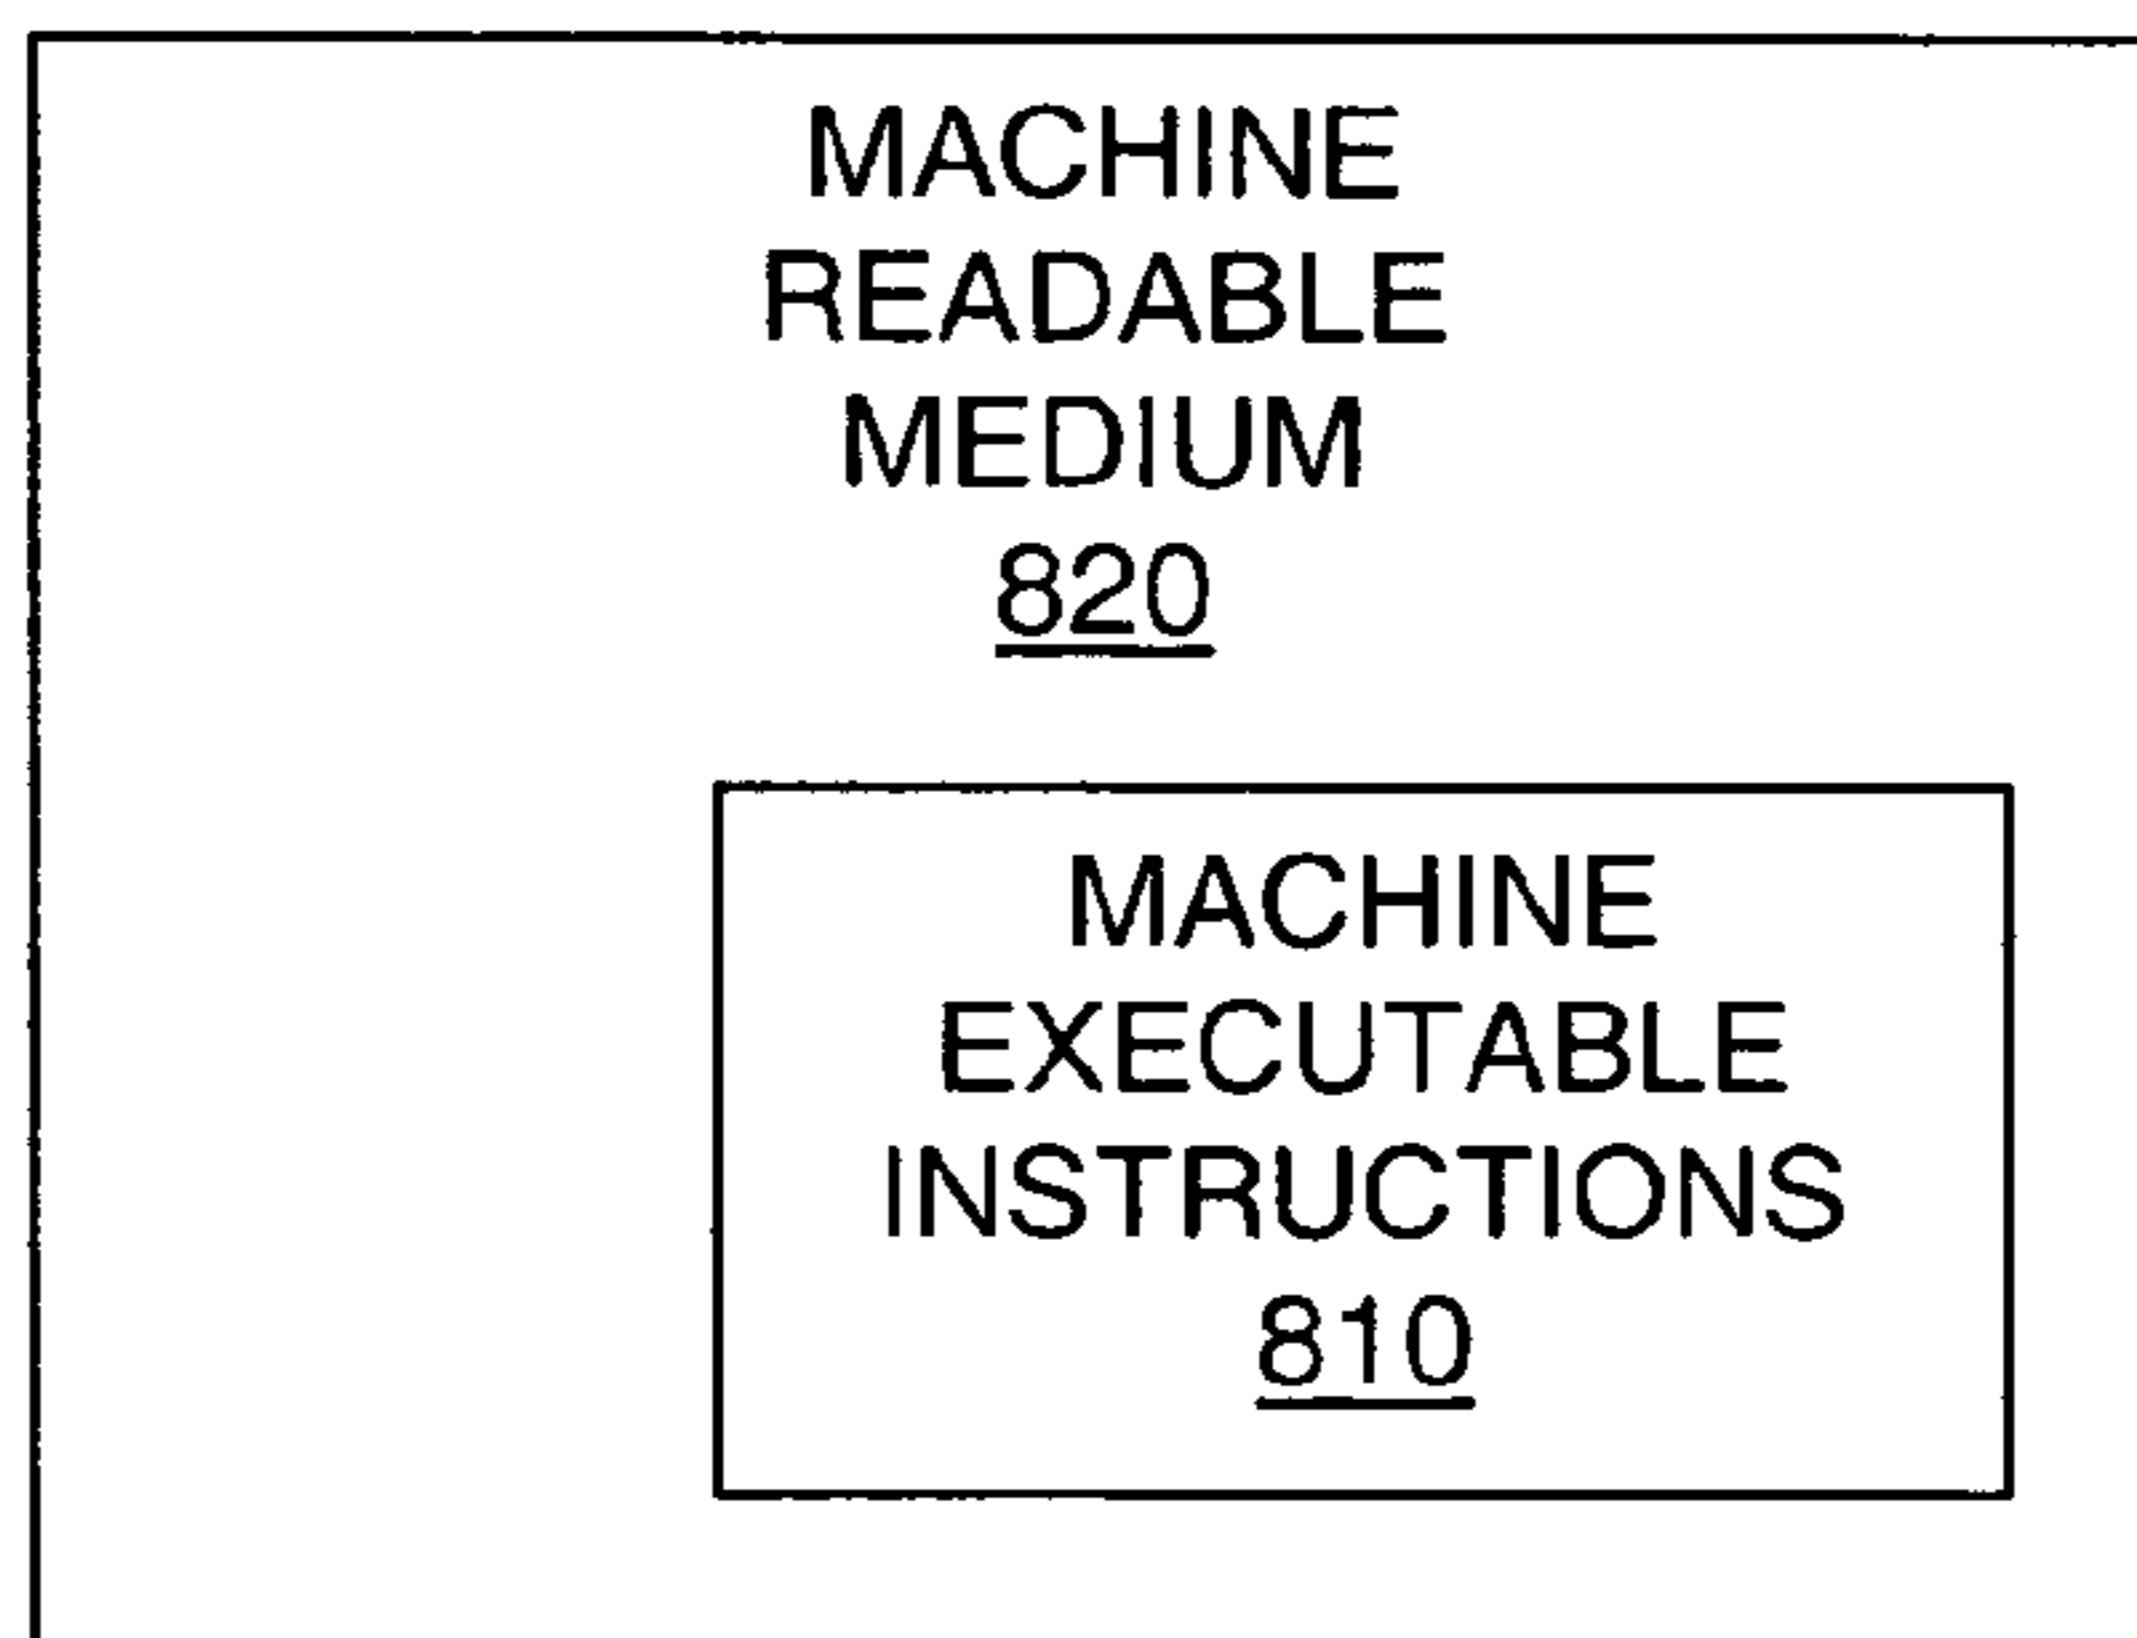 MACHINE
READABLE
MEDIUM
820
MACHINE
EXECUTABLE
INSTRUCTIONS
810